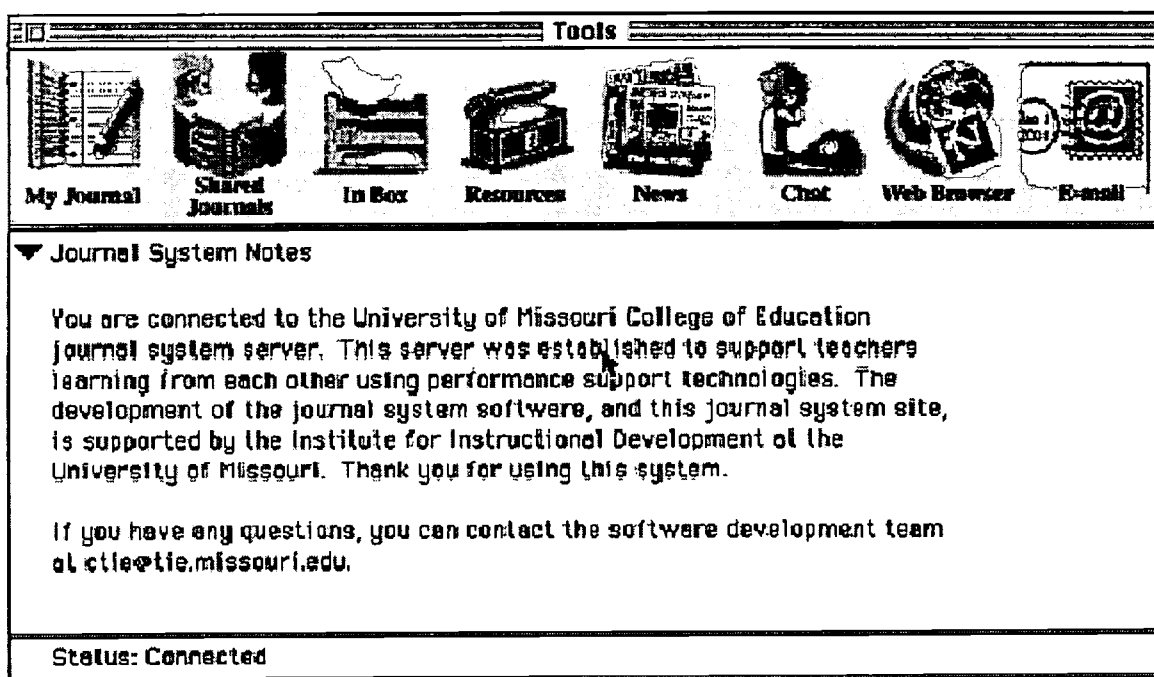 Tools
My Journal
Shared Journals
In Box
Resources
News
Chat
Web Browser
E-mail
Journal System Notes
You are connected to the University of Missouri College of Education
journal system server. This server was established to support teachers
learning from each other using performance support technologies. The
development of the journal system software, and this journal system site,
is supported by the Institute for Instructional Development at the
University of Missouri. Thank you for using this system.
If you have any questions, you can contact the software development team
at ctie@tie.missouri.edu.
Status: Connected